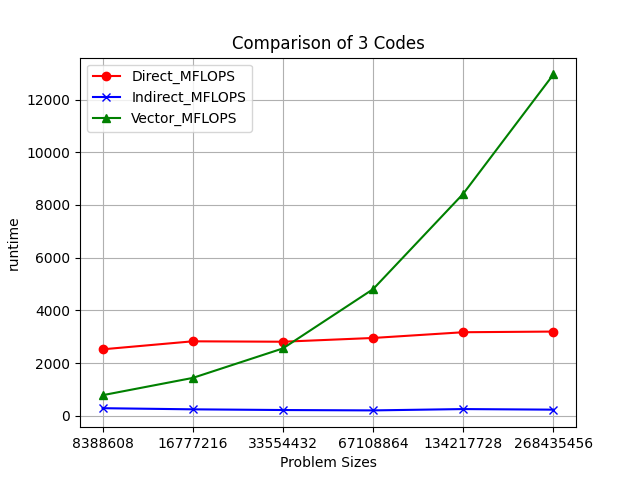 Comparison of 3 Codes
Direct_MFLOPS
Indirect_MFLOPS
Vector_MFLOPS
12000
10000
8000
6000
4000
2000
0
runtime
8388608 16777216 33554432 67108864 134217728 268435456
Problem Sizes